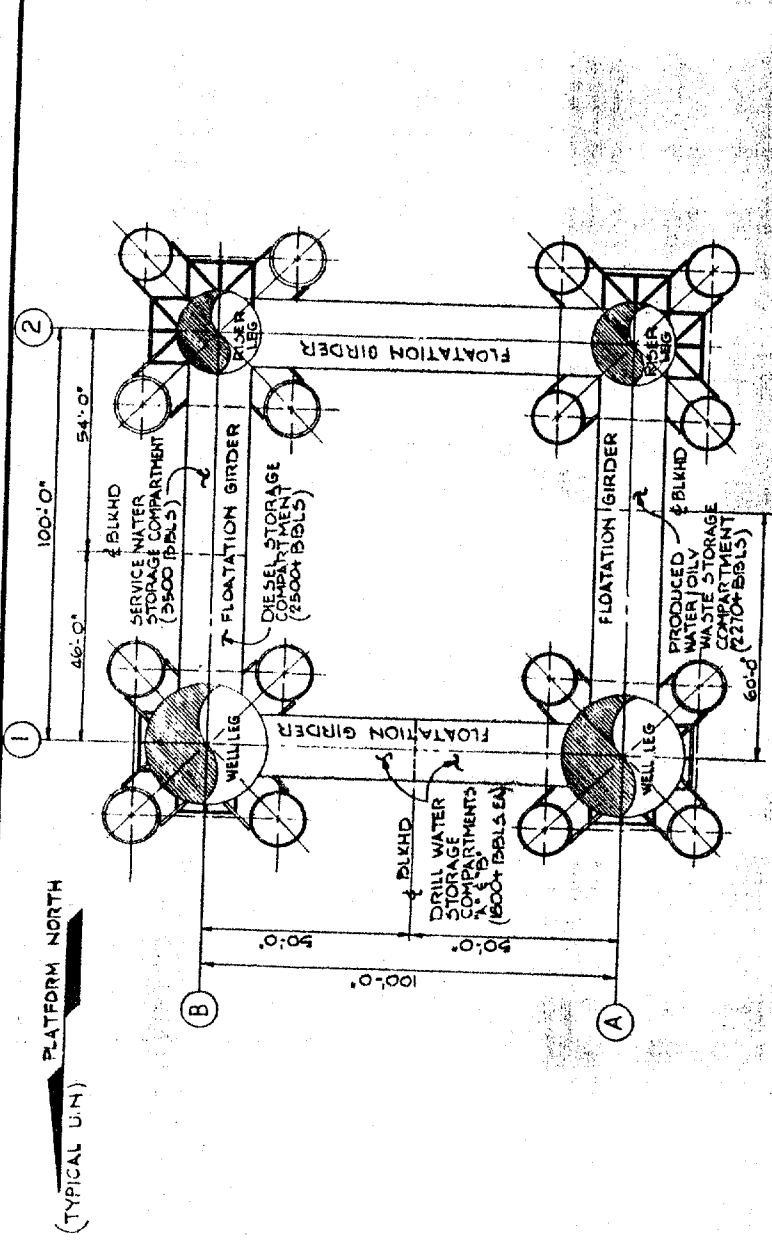 PLATFORM NORTH
(TYPICAL U.N)
1
2
100'-0"
46'-0"
54'-0"
℄ BLKHD
SERVICE WATER
STORAGE COMPARTMENT
(3500 BBLS)
FLOATATION GIRDER
DIESEL STORAGE
COMPARTMENT
(2500+ BBLS)
RISER
LEG
WELL LEG
B
FLOATATION GIRDER
FLOATATION GIRDER
50'-0"
50'-0"
100'-0"
℄ BLKHD
DRILL WATER
STORAGE
COMPARTMENTS
"A" & "B"
(1800+ BBLS EA)
A
WELL LEG
RISER
LEG
FLOATATION GIRDER
℄ BLKHD
PRODUCED
WATER/OILY
WASTE STORAGE
COMPARTMENT
(2270+ BBLS)
60'-0"